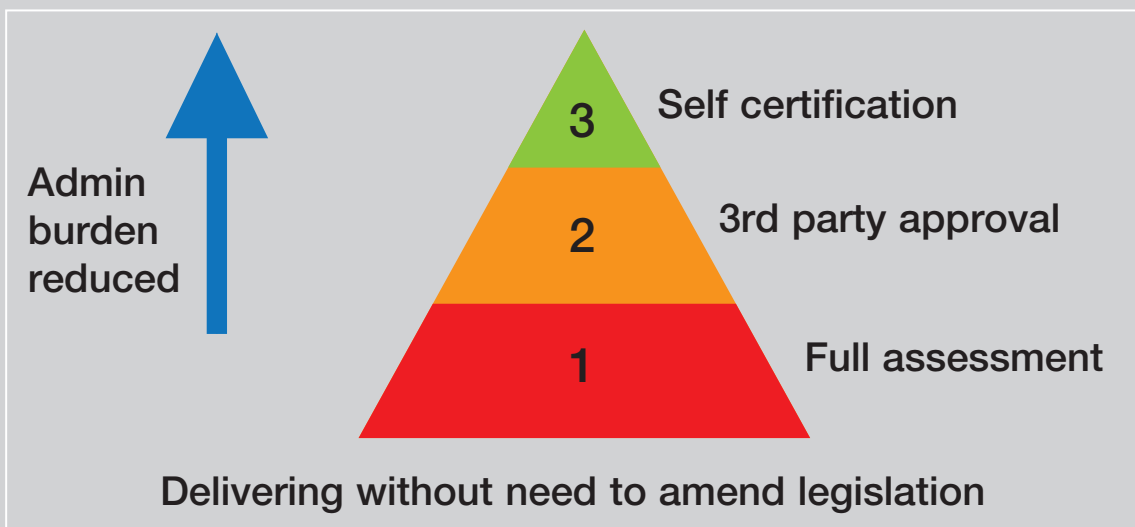 3
Self certification
Admin
burden
reduced
2
3rd party approval
1
Full assessment
Delivering without need to amend legislation